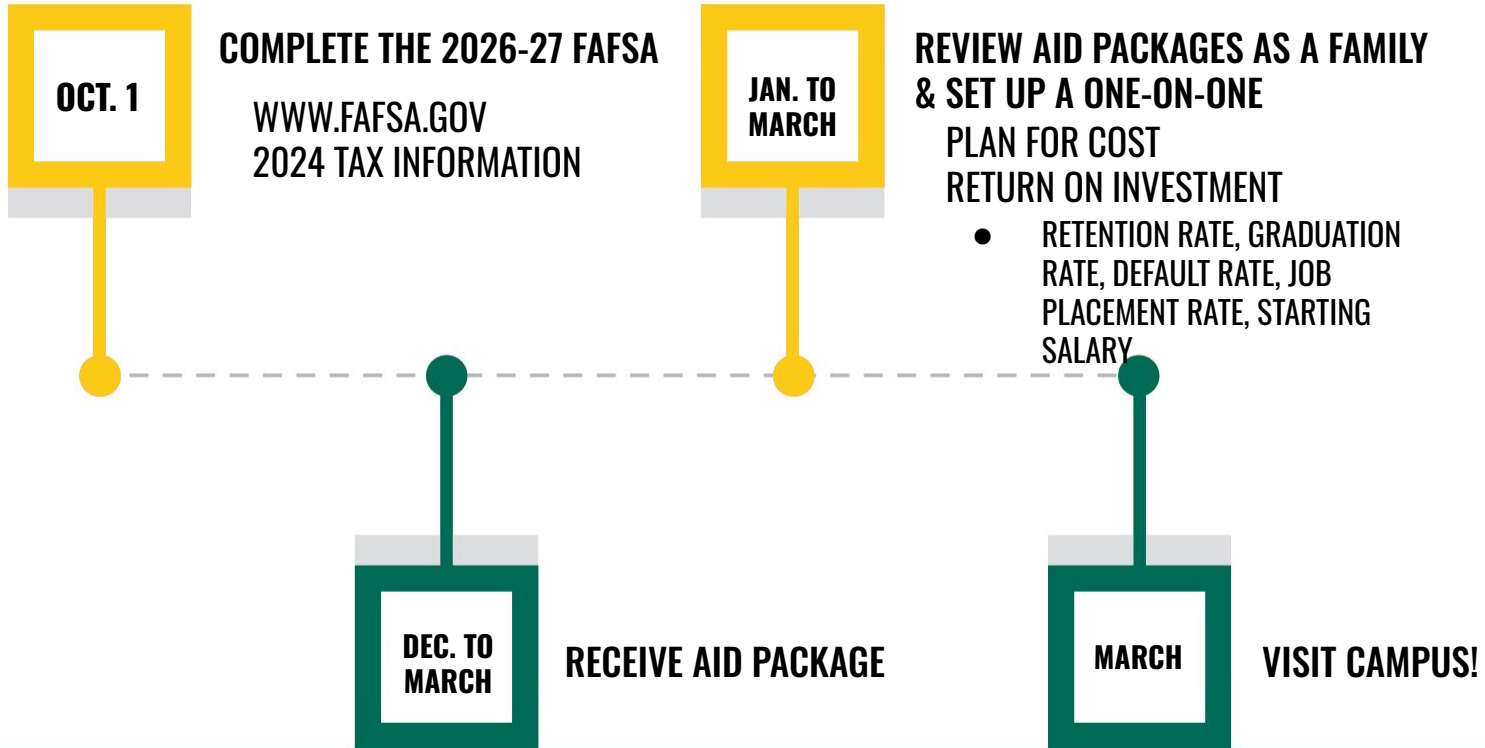 OCT. 1
COMPLETE THE 2026-27 FAFSA
WWW.FAFSA.GOV
2024 TAX INFORMATION
DEC. TO
MARCH
RECEIVE AID PACKAGE
JAN. TO
MARCH
REVIEW AID PACKAGES AS A FAMILY
& SET UP A ONE-ON-ONE
PLAN FOR COST
RETURN ON INVESTMENT
● RETENTION RATE, GRADUATION
RATE, DEFAULT RATE, JOB
PLACEMENT RATE, STARTING
SALARY
MARCH
VISIT CAMPUS!